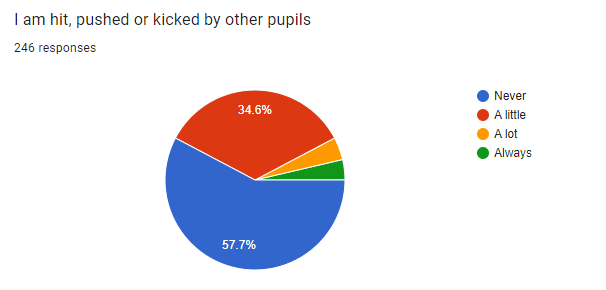 I am hit, pushed or kicked by other pupils
246 responses
34.6%
57.7%
Never
A little
A lot
Always